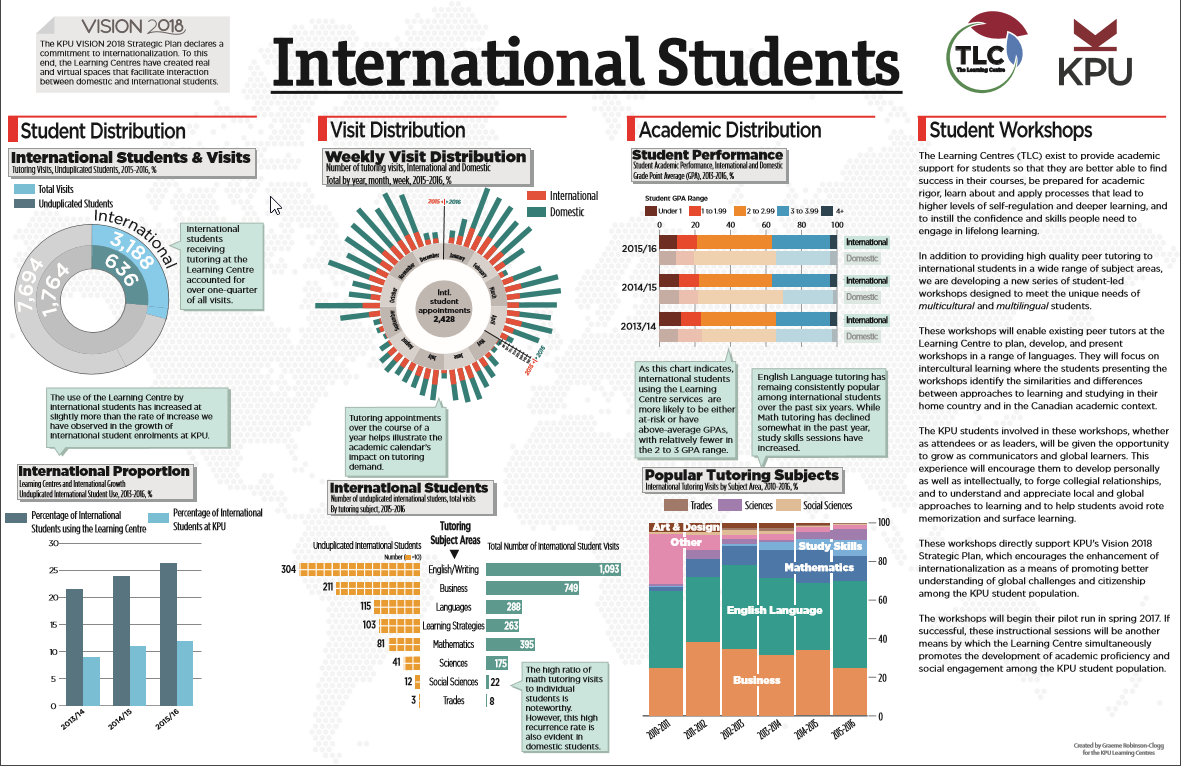 VISION 2018
The KPU VISION 2018 Strategic Plan declares a
commitment to internationalization. To this
end, the Learning Centres have created real
and virtual spaces that facilitate interaction
between domestic and international students.
International Students
TLC
The Learning Centre
KPU
Student Distribution
International Students & Visits
Tutoring Visits, Unduplicated Students, 2015-2016, %
Total Visits
Unduplicated Students
International
636
International
students
receiving
tutoring at the
Learning Centre
accounted for
over one-quarter
of all visits.
The use of the Learning Centre by
international students has increased at
slightly more than the rate of increase we
have observed in the growth of
international student enrolments at KPU.
International Proportion
Learning Centres and International Growth
Unduplicated International Student Use, 2013-2016, %
Percentage of International
Students using the Learning Centre
Percentage of International
Students at KPU
30
25
20
15
10
5
0
2013/14
2014/15
2015/16
Visit Distribution
Weekly Visit Distribution
Number of tutoring visits, International and Domestic
Total by year, month, week, 2015-2016, %
International
Domestic
2015
2016
December
January
February
March
April
May
June
July
August
September
October
November
Intl.
student
appointments
2,428
2015
2016
Tutoring appointments
over the course of a
year helps illustrate the
academic calendar's
impact on tutoring
demand.
International Students
Number of unduplicated international studens, total visits
By tutoring subject, 2015-2016
Tutoring
Subject Areas
Unduplicated International Students
Number ( =10)
Total Number of International Student Visits
304 English/Writing 1,093
211 Business 749
115 Languages 288
103 Learning Strategies 263
81 Mathematics 395
41 Sciences 175
12 Social Sciences 22
3 Trades 8
The high ratio of
math tutoring visits
to individual
students is
noteworthy.
However, this high
recurrence rate is
also evident in
domestic students.
Academic Distribution
Student Performance
Student Academic Performance, International and Domestic
Grade Point Average (GPA), 2013-2016, %
Student GPA Range
Under 1
1 to 1.99
2 to 2.99
3 to 3.99
4+
0 20 40 60 80 100
2015/16
International
Domestic
2014/15
International
Domestic
2013/14
International
Domestic
As this chart indicates,
international students
using the Learning
Centre services are
more likely to be either
at-risk or have
above-average GPAs,
with relatively fewer in
the 2 to 3 GPA range.
English Language tutoring has
remaing consistently popular
among international students
over the past six years. While
Math tutoring has declined
somewhat in the past year,
study skills sessions have
increased.
Popular Tutoring Subjects
International Tutoring Visits by Subject Area, 2010-2016, %
Trades
Sciences
Social Sciences
Art & Design
Other
Study Skills
Mathematics
English Language
Business
100
80
60
40
20
0
2010-2011
2011-2012
2012-2013
2013-2014
2014-2015
2015-2016
Student Workshops
The Learning Centres (TLC) exist to provide academic
support for students so that they are better able to find
success in their courses, be prepared for academic
rigor, learn about and apply processes that lead to
higher levels of self-regulation and deeper learning, and
to instill the confidence and skills people need to
engage in lifelong learning.
In addition to providing high quality peer tutoring to
international students in a wide range of subject areas,
we are developing a new series of student-led
workshops designed to meet the unique needs of
multicultural and multilingual students.
These workshops will enable existing peer tutors at the
Learning Centre to plan, develop, and present
workshops in a range of languages. They will focus on
intercultural learning where the students presenting the
workshops identify the similarities and differences
between approaches to learning and studying in their
home country and in the Canadian academic context.
The KPU students involved in these workshops, whether
as attendees or as leaders, will be given the opportunity
to grow as communicators and global learners. This
experience will encourage them to develop personally
as well as intellectually, to forge collegial relationships,
and to understand and appreciate local and global
approaches to learning and to help students avoid rote
memorization and surface learning.
These workshops directly support KPU's Vision 2018
Strategic Plan, which encourages the enhancement of
internationalization as a means of promoting better
understanding of global challenges and citizenship
among the KPU student population.
The workshops will begin their pilot run in spring 2017. If
successful, these instructional sessions will be another
means by which the Learning Centre simultaneously
promotes the development of academic proficiency and
social engagement among the KPU student population.
Created by Graeme Robinson-Clogg
for the KPU Learning Centres